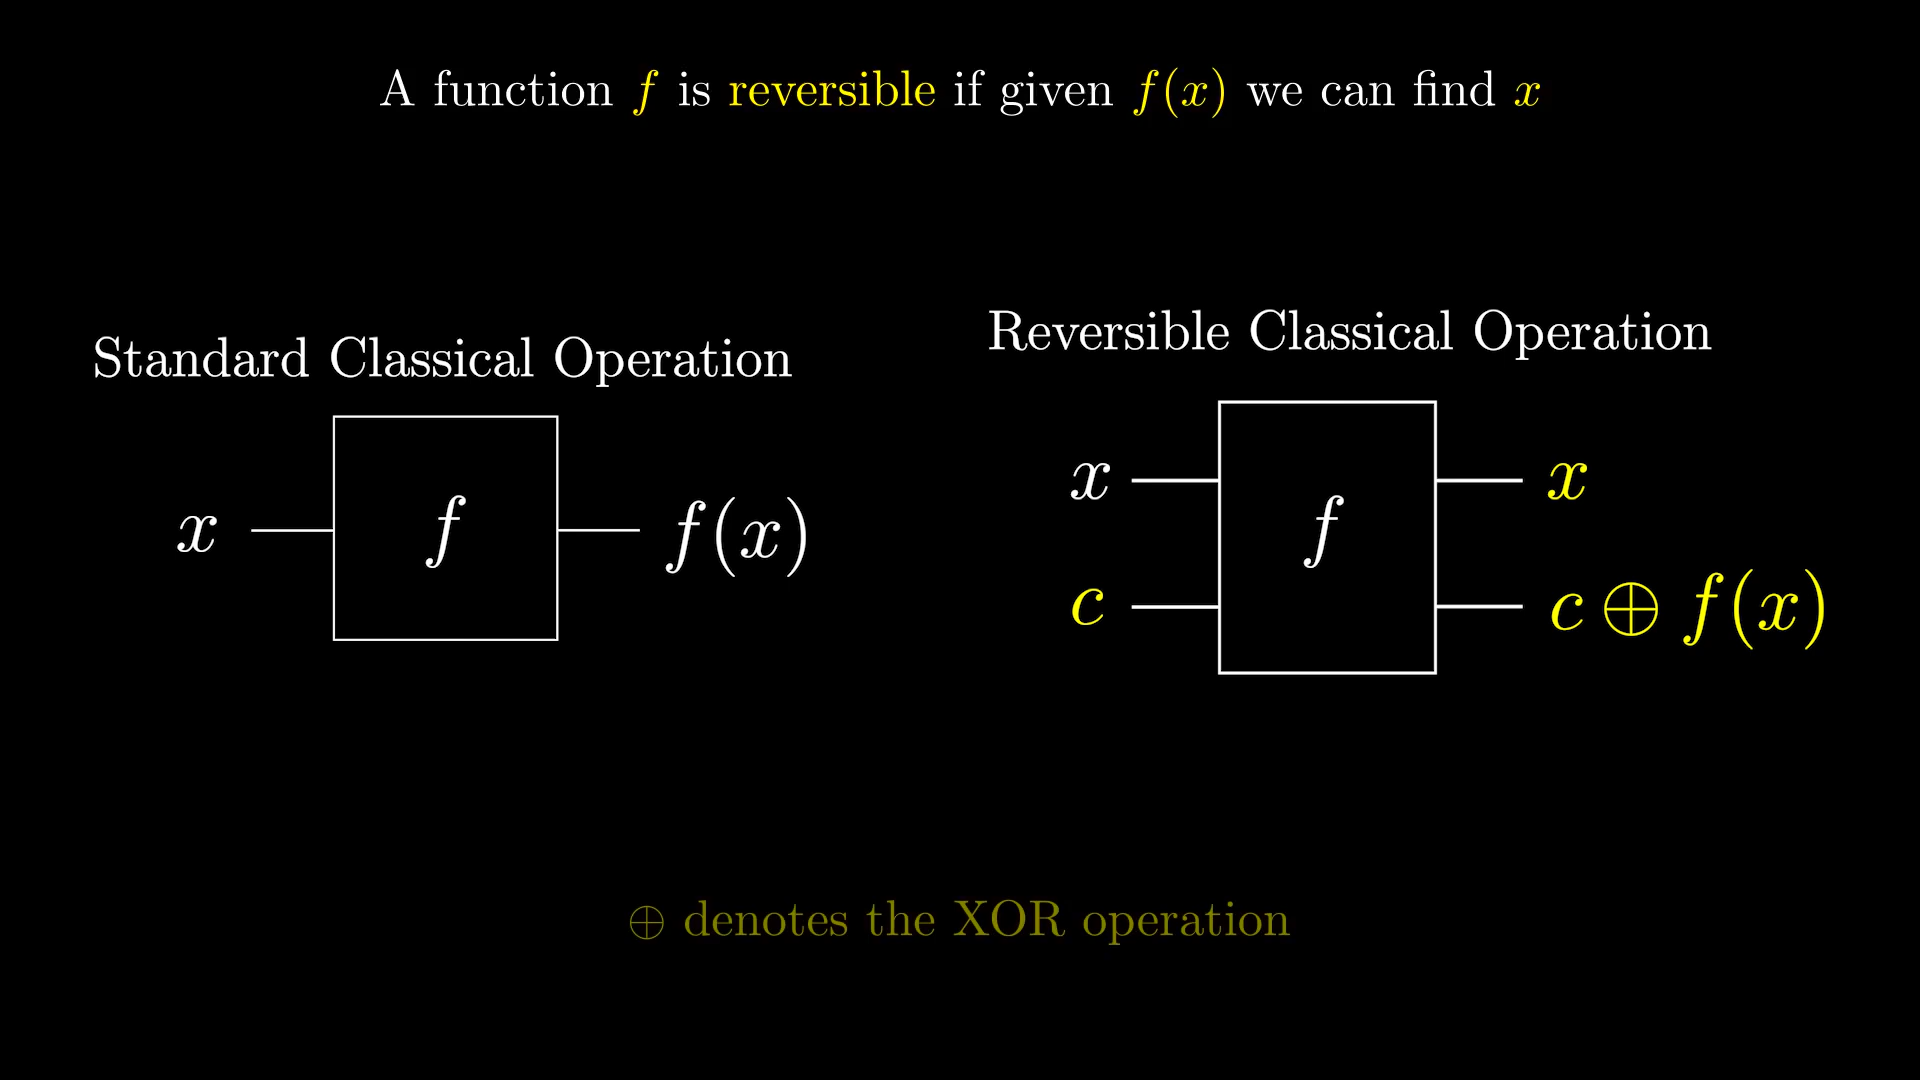 A function f is reversible if given f(x) we can find x
Standard Classical Operation
x f f(x)
Reversible Classical Operation
x f x
c c ⊕ f(x)
⊕ denotes the XOR operation